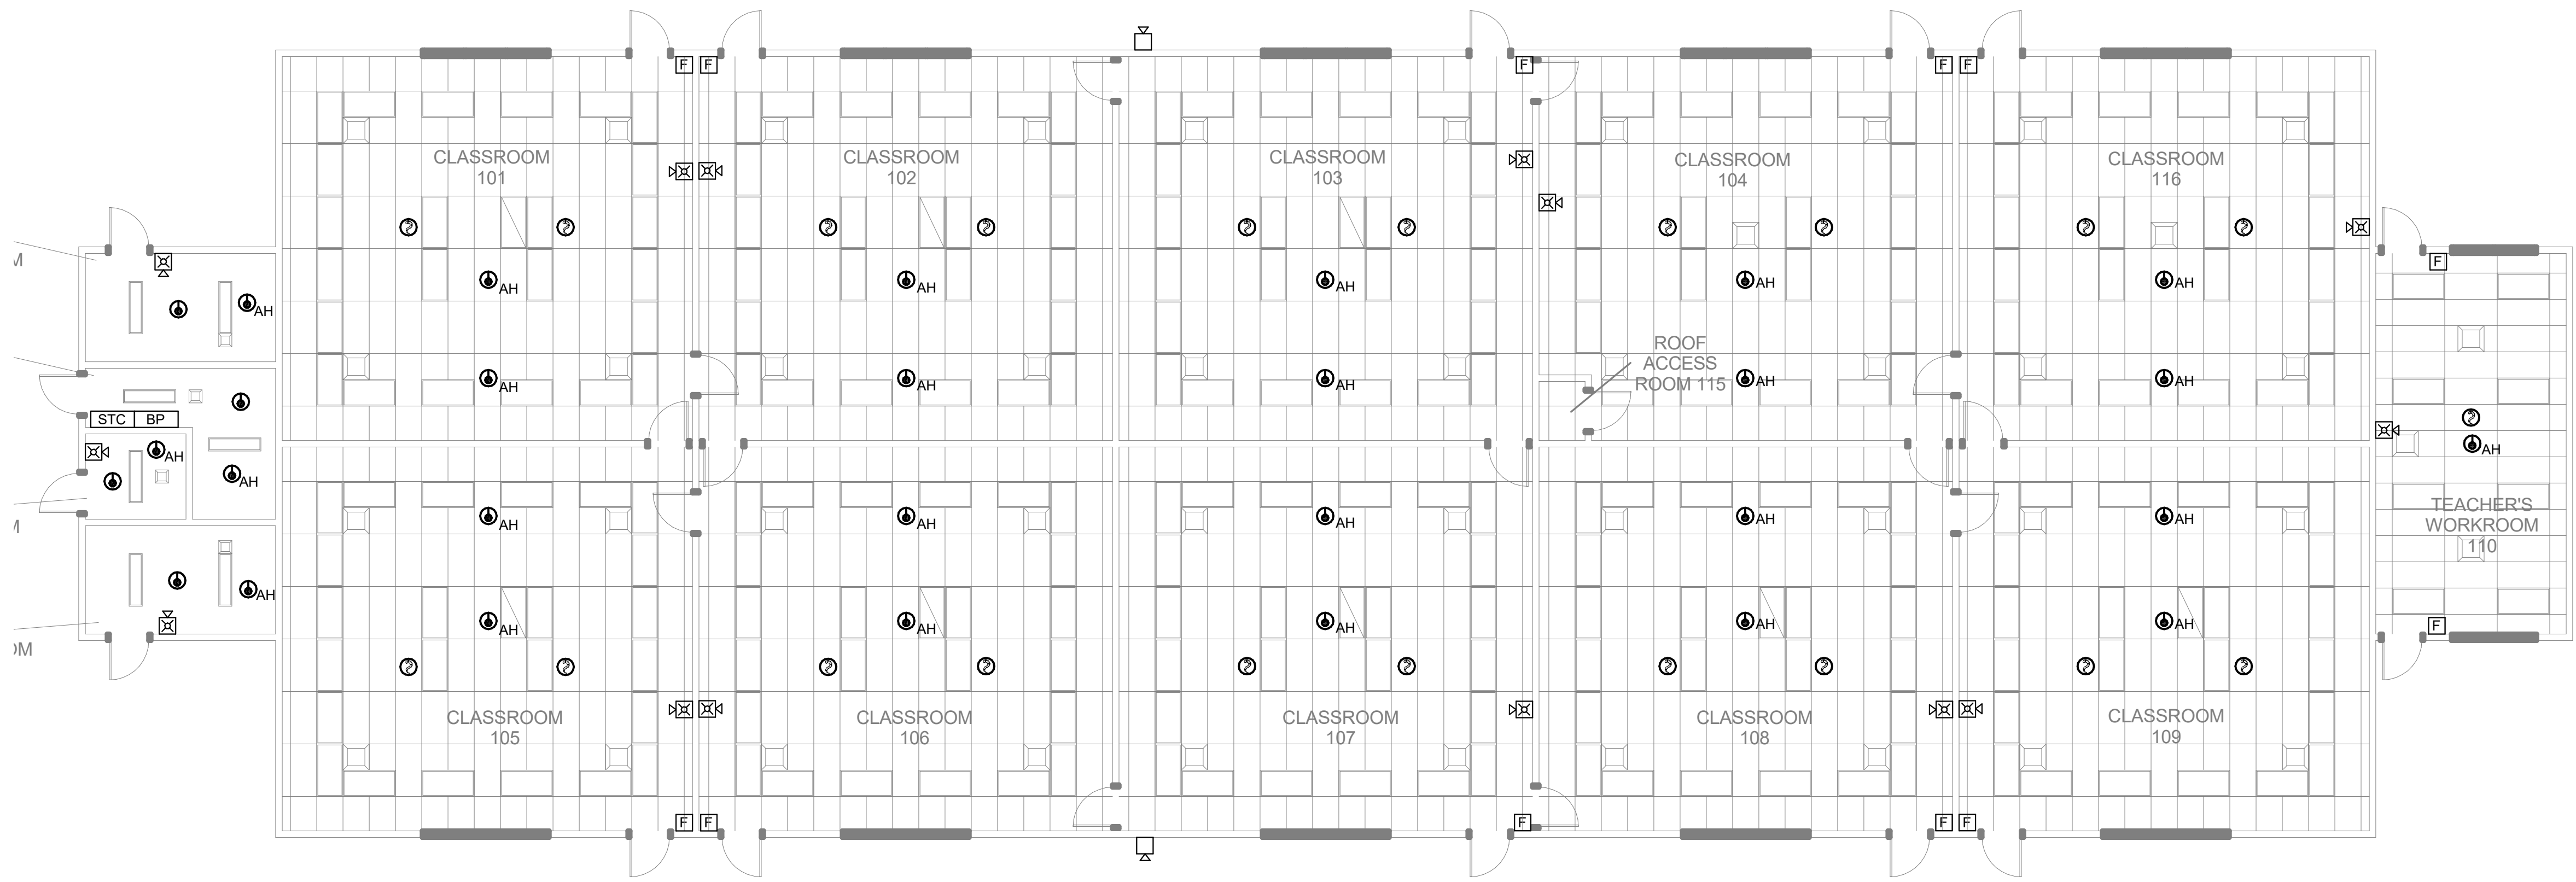 F F F F F F
CLASSROOM
101
CLASSROOM
102
CLASSROOM
103
CLASSROOM
104
CLASSROOM
116
M
F
AH
AH
AH
AH
AH
AH
ROOF
ACCESS
ROOM 115
AH
AH
AH
AH
AH
STC BP
AH
AH
AH
TEACHER'S
WORKROOM
110
AH
AH
AH
AH
AH
M
AH
AH
AH
AH
AH
AH
F
OM
CLASSROOM
105
CLASSROOM
106
CLASSROOM
107
CLASSROOM
108
CLASSROOM
109
F F F F F